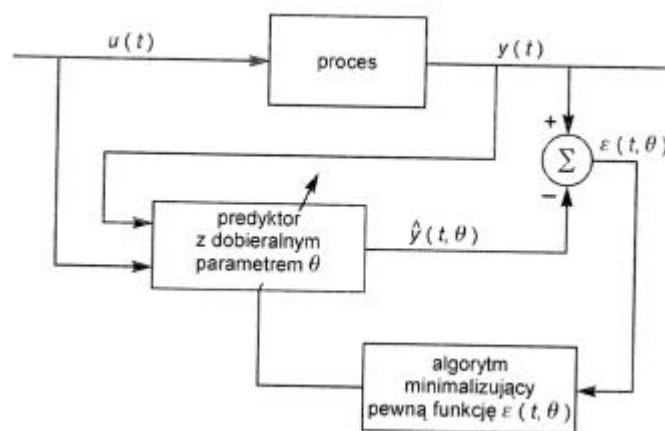 u(t)
proces
y(t)
+
Σ
ε(t,θ)
−
predyktor
z dobieralnym
parametrem θ
ŷ(t,θ)
algorytm
minimalizujący
pewną funkcję ε(t,θ)